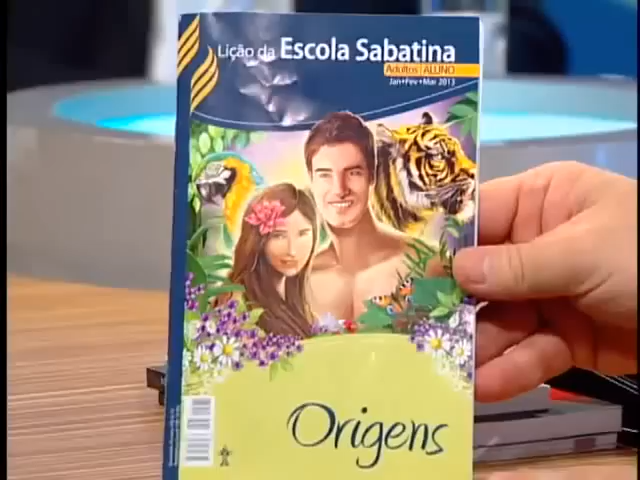 Lição da Escola Sabatina
Adultos | ALUNO
Jan•Fev•Mar 2013
Origens